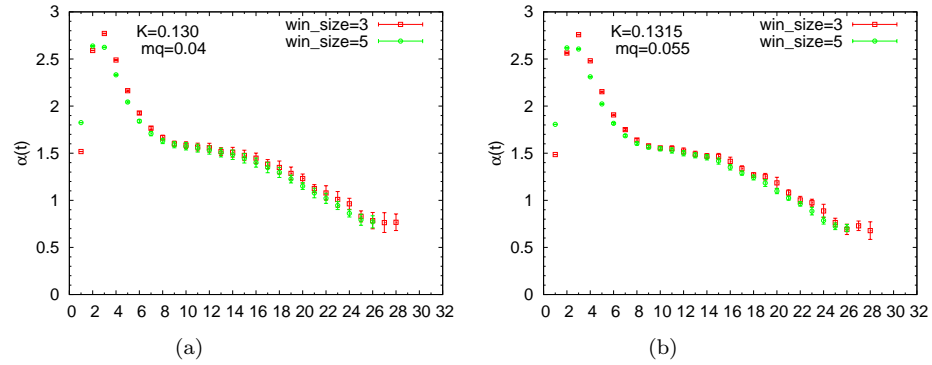 K=0.130
mq=0.04
win_size=3
win_size=5
α(t)
3
2.5
2
1.5
1
0.5
0
0 2 4 6 8 10 12 14 16 18 20 22 24 26 28 30 32
(a)
K=0.1315
mq=0.055
win_size=3
win_size=5
α(t)
3
2.5
2
1.5
1
0.5
0
0 2 4 6 8 10 12 14 16 18 20 22 24 26 28 30 32
(b)